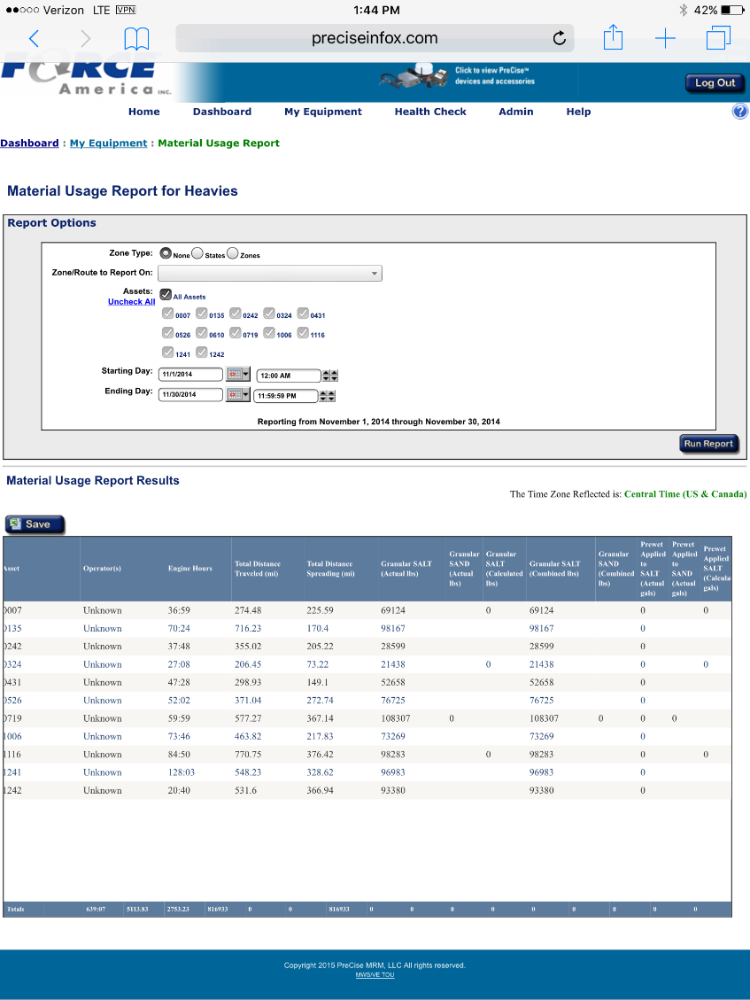 Verizon LTE VPN 1:44 PM 42%
preciseinfox.com
FORCE
America INC.
Click to view PreCise™
devices and accessories
Log Out
Home Dashboard My Equipment Health Check Admin Help ?
Dashboard : My Equipment : Material Usage Report
Material Usage Report for Heavies
Report Options
Zone Type: None States Zones
Zone/Route to Report On:
Assets: All Assets
Uncheck All
0007 0135 0242 0324 0431
0526 0610 0719 1006 1116
1241 1242
Starting Day: 11/1/2014 12:00 AM
Ending Day: 11/30/2014 11:59:59 PM
Reporting from November 1, 2014 through November 30, 2014
Run Report
Material Usage Report Results
The Time Zone Reflected is: Central Time (US & Canada)
Save
Asset Operator(s) Engine Hours Total Distance Traveled (mi) Total Distance Spreading (mi) Granular SALT (Actual lbs) Granular SAND (Actual lbs) Granular SALT (Calculated lbs) Granular SALT (Combined lbs) Granular SAND (Combined lbs) Prewet Applied to SALT (Actual gals) Prewet Applied to SAND (Actual gals) Prewet Applied SALT (Calcula gals)
0007 Unknown 36:59 274.48 225.59 69124 0 69124 0 0
0135 Unknown 70:24 716.23 170.4 98167 98167 0
0242 Unknown 37:48 355.02 205.22 28599 28599 0
0324 Unknown 27:08 206.45 73.22 21438 0 21438 0 0
0431 Unknown 47:28 298.93 149.1 52658 52658 0
0526 Unknown 52:02 371.04 272.74 76725 76725 0
0719 Unknown 59:59 577.27 367.14 108307 0 108307 0 0 0
1006 Unknown 73:46 463.82 217.83 73269 73269 0
1116 Unknown 84:50 770.75 376.42 98283 0 98283 0 0
1241 Unknown 128:03 548.23 328.62 96983 96983 0
1242 Unknown 20:40 531.6 366.94 93380 93380 0
Totals 639:07 5113.83 2753.23 816933 0 0 816933 0 0 0 0 0 0 0 0 0
Copyright 2015 PreCise MRM, LLC All rights reserved.
MWS/VE TOU